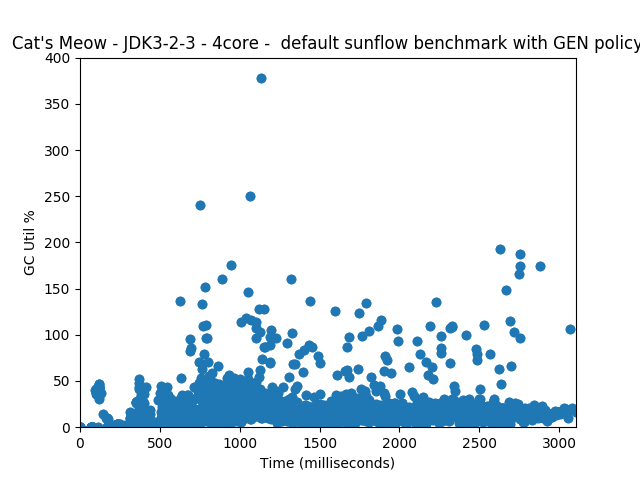 Cat's Meow - JDK3-2-3 - 4core -  default sunflow benchmark with GEN policy
400
350
300
250
200
150
100
50
0
GC Util %
0 500 1000 1500 2000 2500 3000
Time (milliseconds)